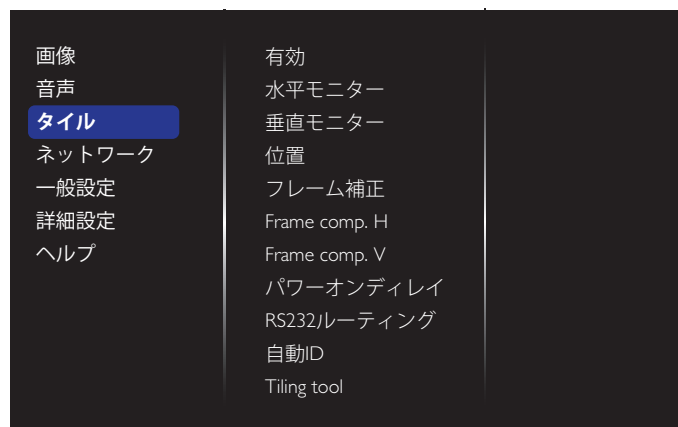 画像
音声
タイル
ネットワーク
一般設定
詳細設定
ヘルプ
有効
水平モニター
垂直モニター
位置
フレーム補正
Frame comp. H
Frame comp. V
パワーオンディレイ
RS232ルーティング
自動ID
Tiling tool